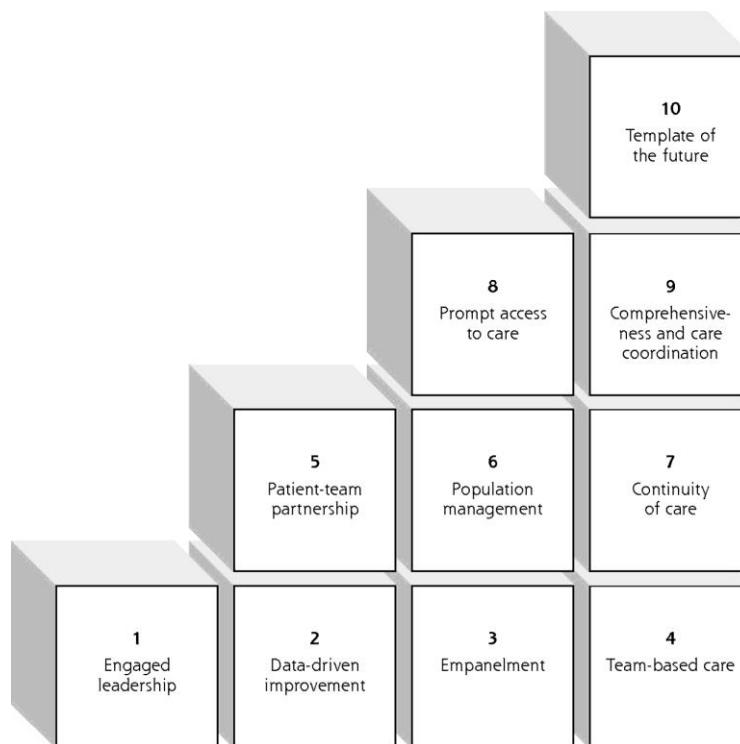 10
Template of
the future
8
Prompt access
to care
9
Comprehensive-
ness and care
coordination
5
Patient-team
partnership
6
Population
management
7
Continuity
of care
1
Engaged
leadership
2
Data-driven
improvement
3
Empanelment
4
Team-based care